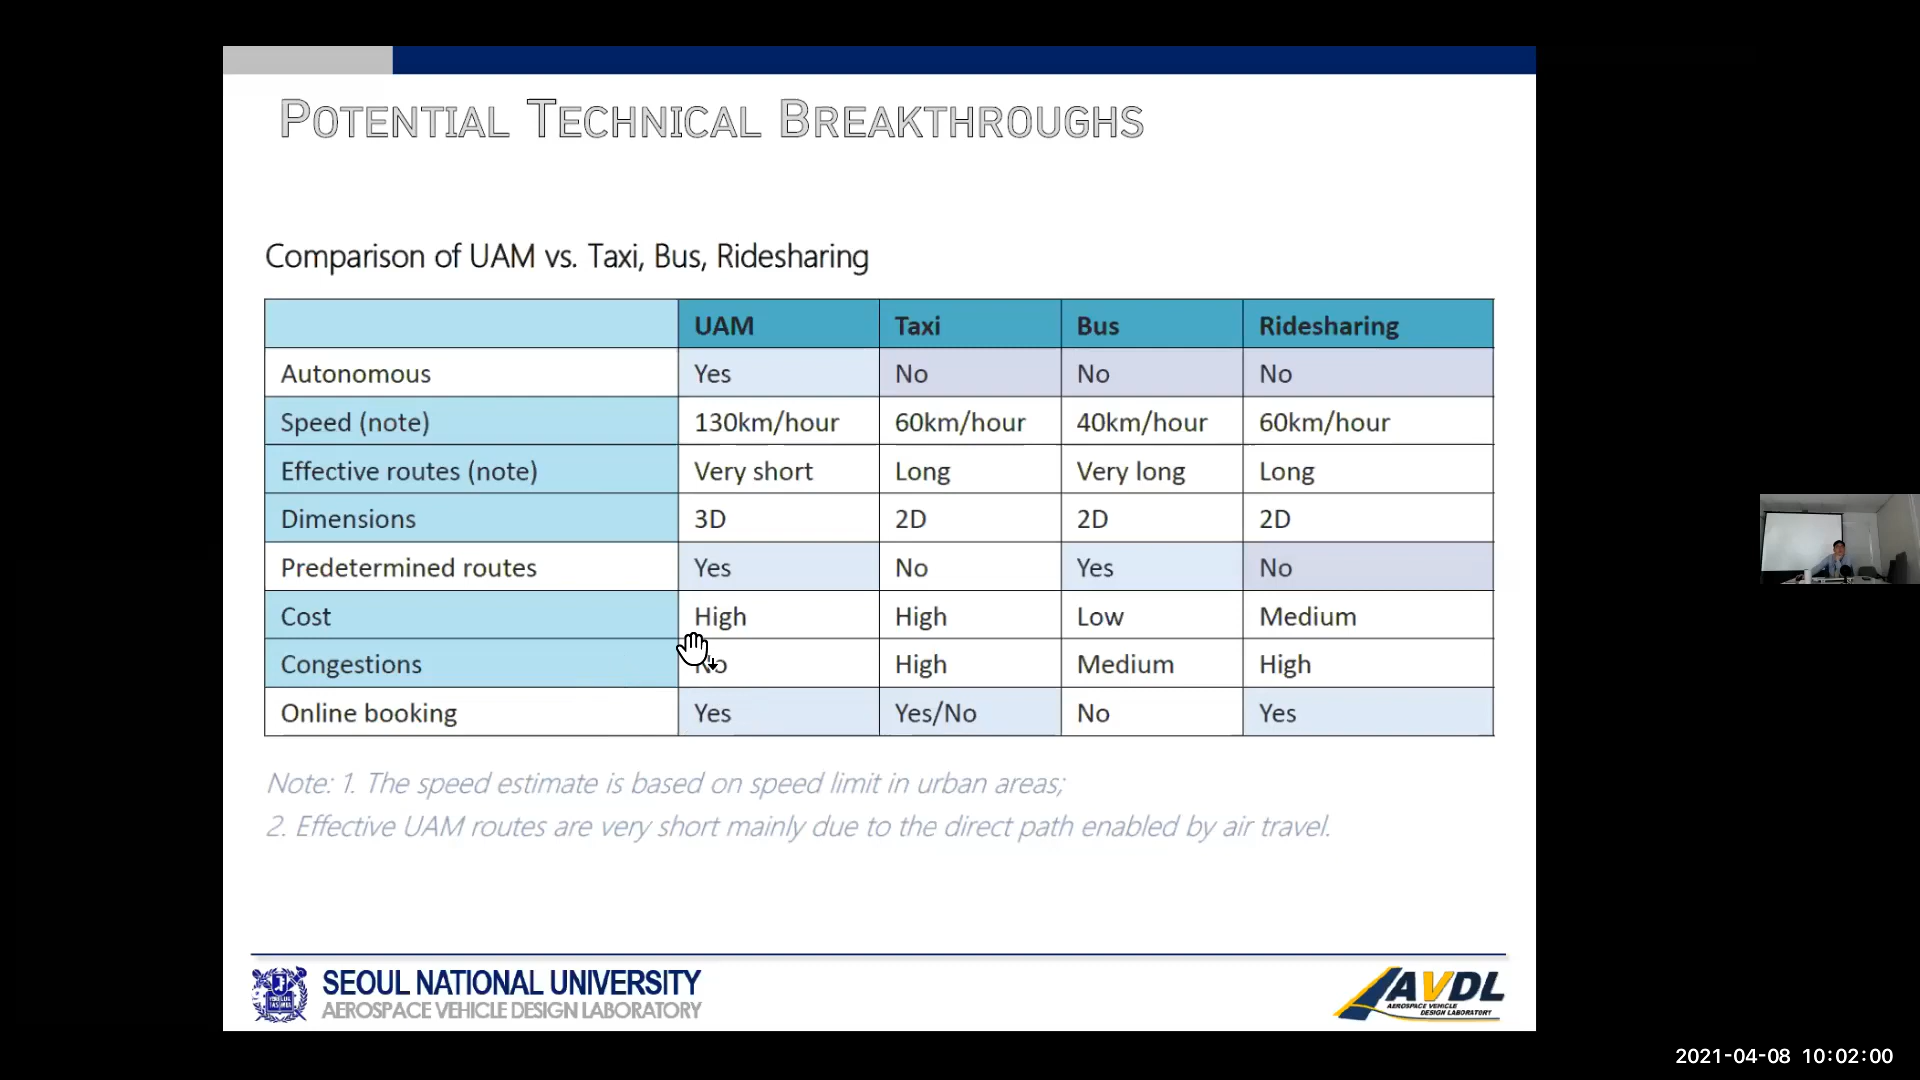 POTENTIAL TECHNICAL BREAKTHROUGHS
Comparison of UAM vs. Taxi, Bus, Ridesharing
UAM Taxi Bus Ridesharing
Autonomous Yes No No No
Speed (note) 130km/hour 60km/hour 40km/hour 60km/hour
Effective routes (note) Very short Long Very long Long
Dimensions 3D 2D 2D 2D
Predetermined routes Yes No Yes No
Cost High High Low Medium
Congestions No High Medium High
Online booking Yes Yes/No No Yes
Note: 1. The speed estimate is based on speed limit in urban areas;
2. Effective UAM routes are very short mainly due to the direct path enabled by air travel.
SEOUL NATIONAL UNIVERSITY
AEROSPACE VEHICLE DESIGN LABORATORY
AVDL
AEROSPACE VEHICLE
DESIGN LABORATORY
2021-04-08 10:02:00